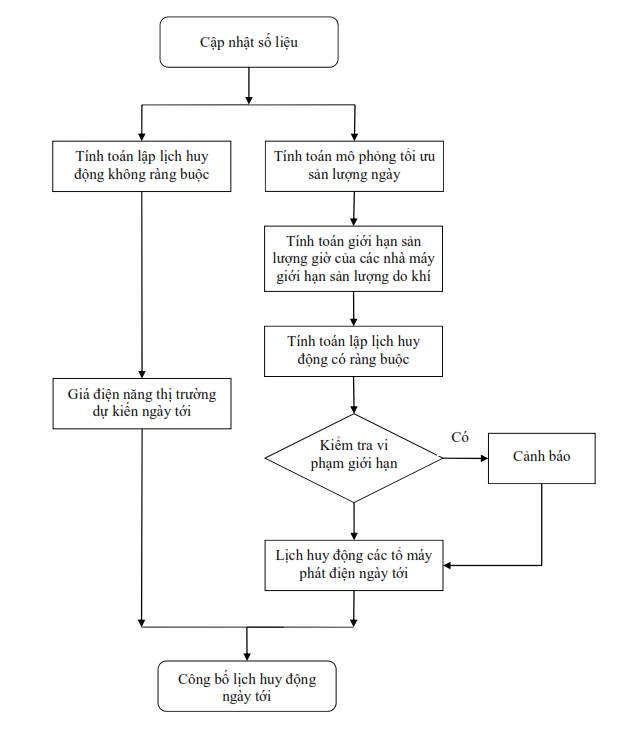 Cập nhật số liệu
Tính toán lập lịch huy
động không ràng buộc
Tính toán mô phỏng tối ưu
sản lượng ngày
Tính toán giới hạn sản
lượng giờ của các nhà máy
giới hạn sản lượng do khí
Tính toán lập lịch huy
động có ràng buộc
Giá điện năng thị trường
dự kiến ngày tới
Kiểm tra vi
phạm giới hạn
Có
Cảnh báo
Lịch huy động các tổ máy
phát điện ngày tới
Công bố lịch huy động
ngày tới